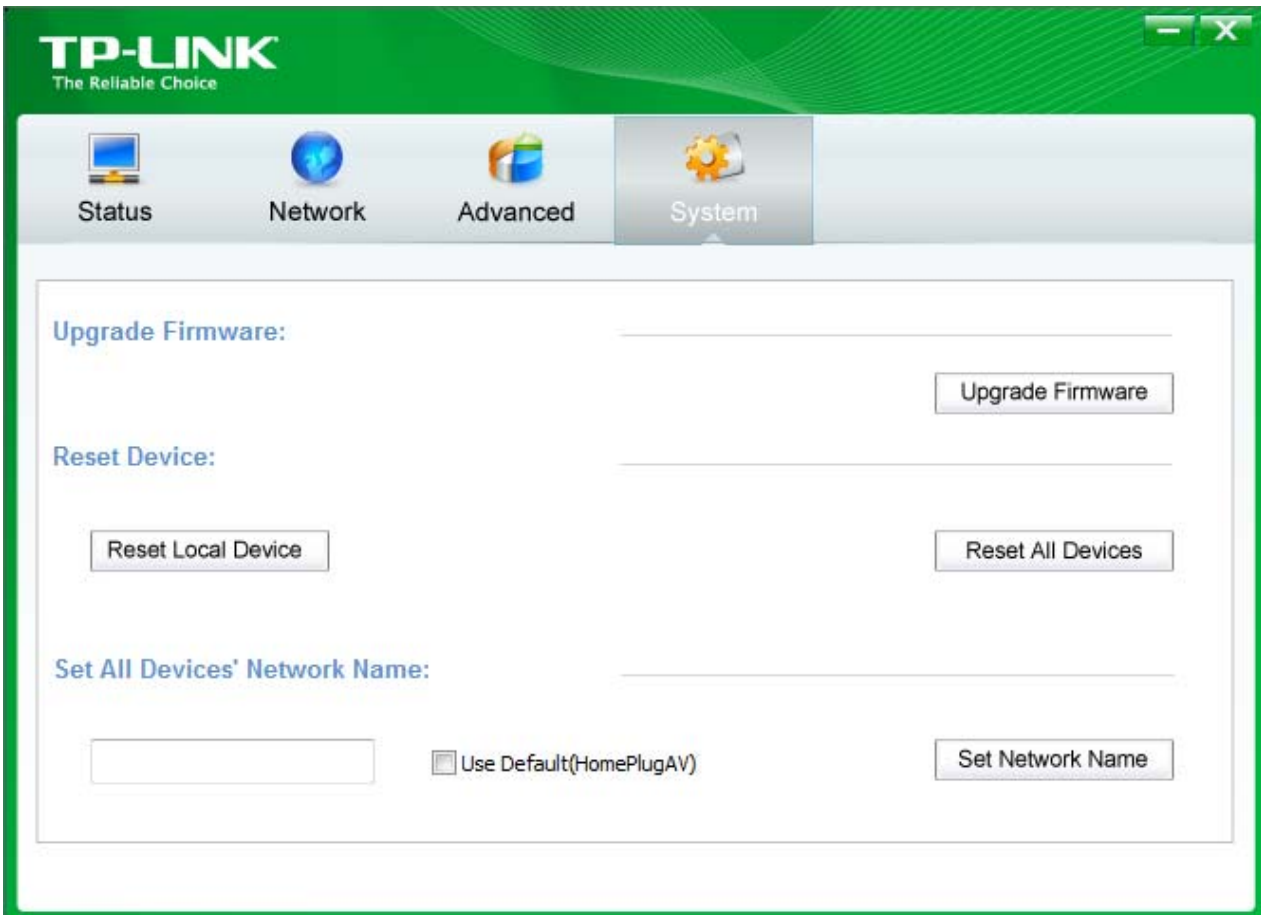 TP-LINK
The Reliable Choice
Status
Network
Advanced
System
Upgrade Firmware:
Upgrade Firmware
Reset Device:
Reset Local Device
Reset All Devices
Set All Devices' Network Name:
Use Default(HomePlugAV)
Set Network Name